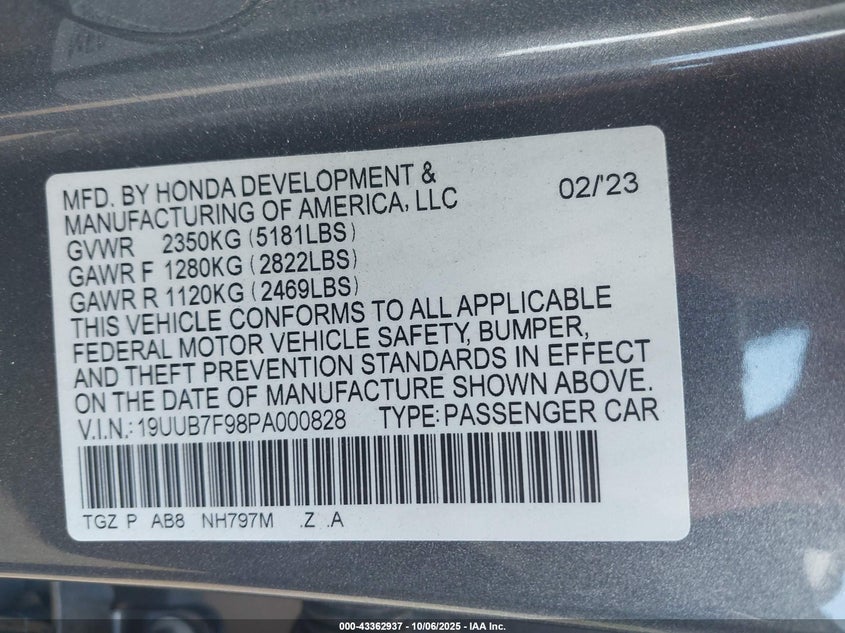 MFD. BY HONDA DEVELOPMENT &
MANUFACTURING OF AMERICA, LLC 02/'23
GVWR 2350KG (5181LBS)
GAWR F 1280KG (2822LBS)
GAWR R 1120KG (2469LBS)
THIS VEHICLE CONFORMS TO ALL APPLICABLE
FEDERAL MOTOR VEHICLE SAFETY, BUMPER,
AND THEFT PREVENTION STANDARDS IN EFFECT
ON THE DATE OF MANUFACTURE SHOWN ABOVE.
V.I.N.: 19UUB7F98PA000828 TYPE: PASSENGER CAR
TGZ P AB8 NH797M .Z .A
000-43362937 - 10/06/2025 - IAA Inc.